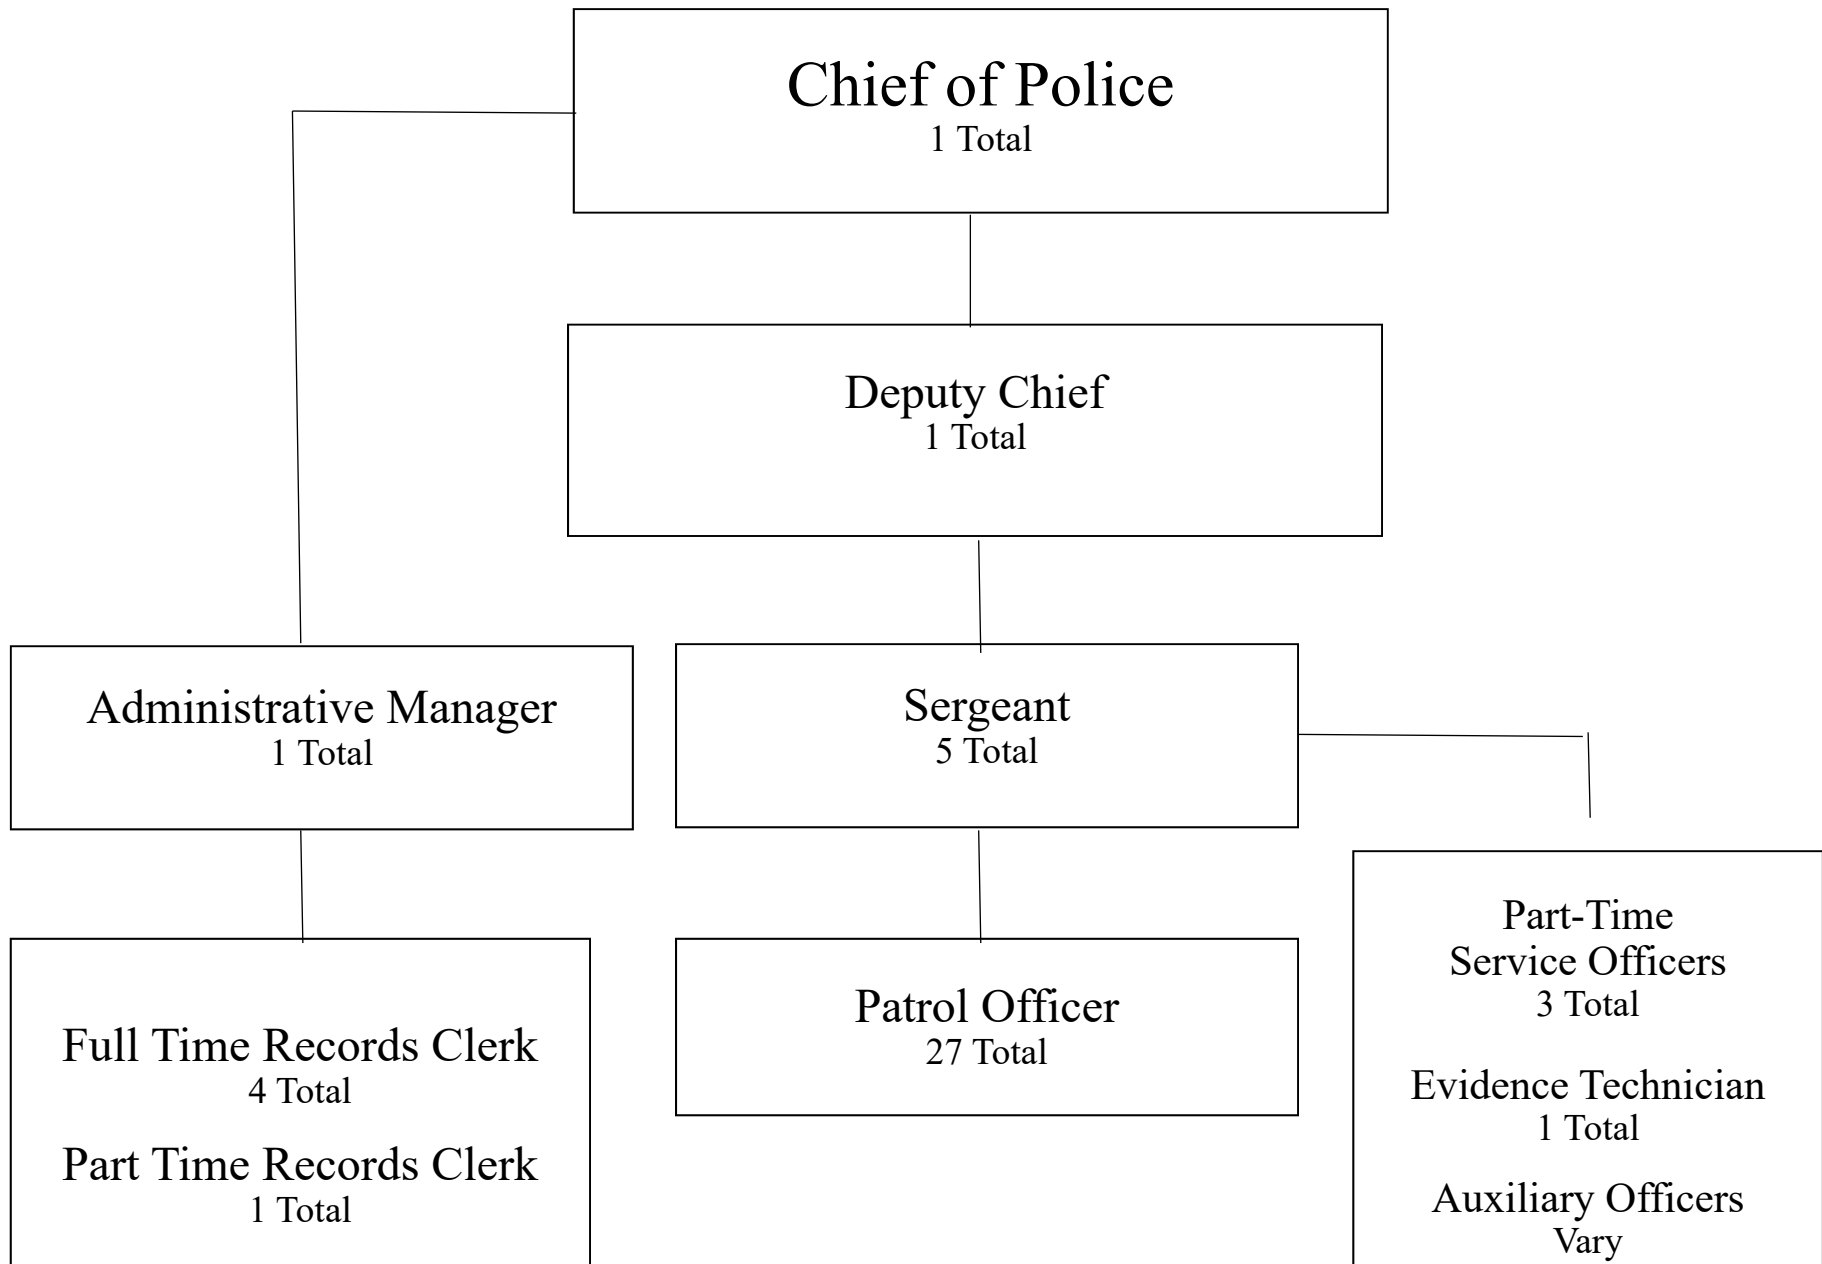 Chief of Police
1 Total
Deputy Chief
1 Total
Administrative Manager
1 Total
Sergeant
5 Total
Full Time Records Clerk
4 Total
Part Time Records Clerk
1 Total
Patrol Officer
27 Total
Part-Time
Service Officers
3 Total
Evidence Technician
1 Total
Auxiliary Officers
Vary